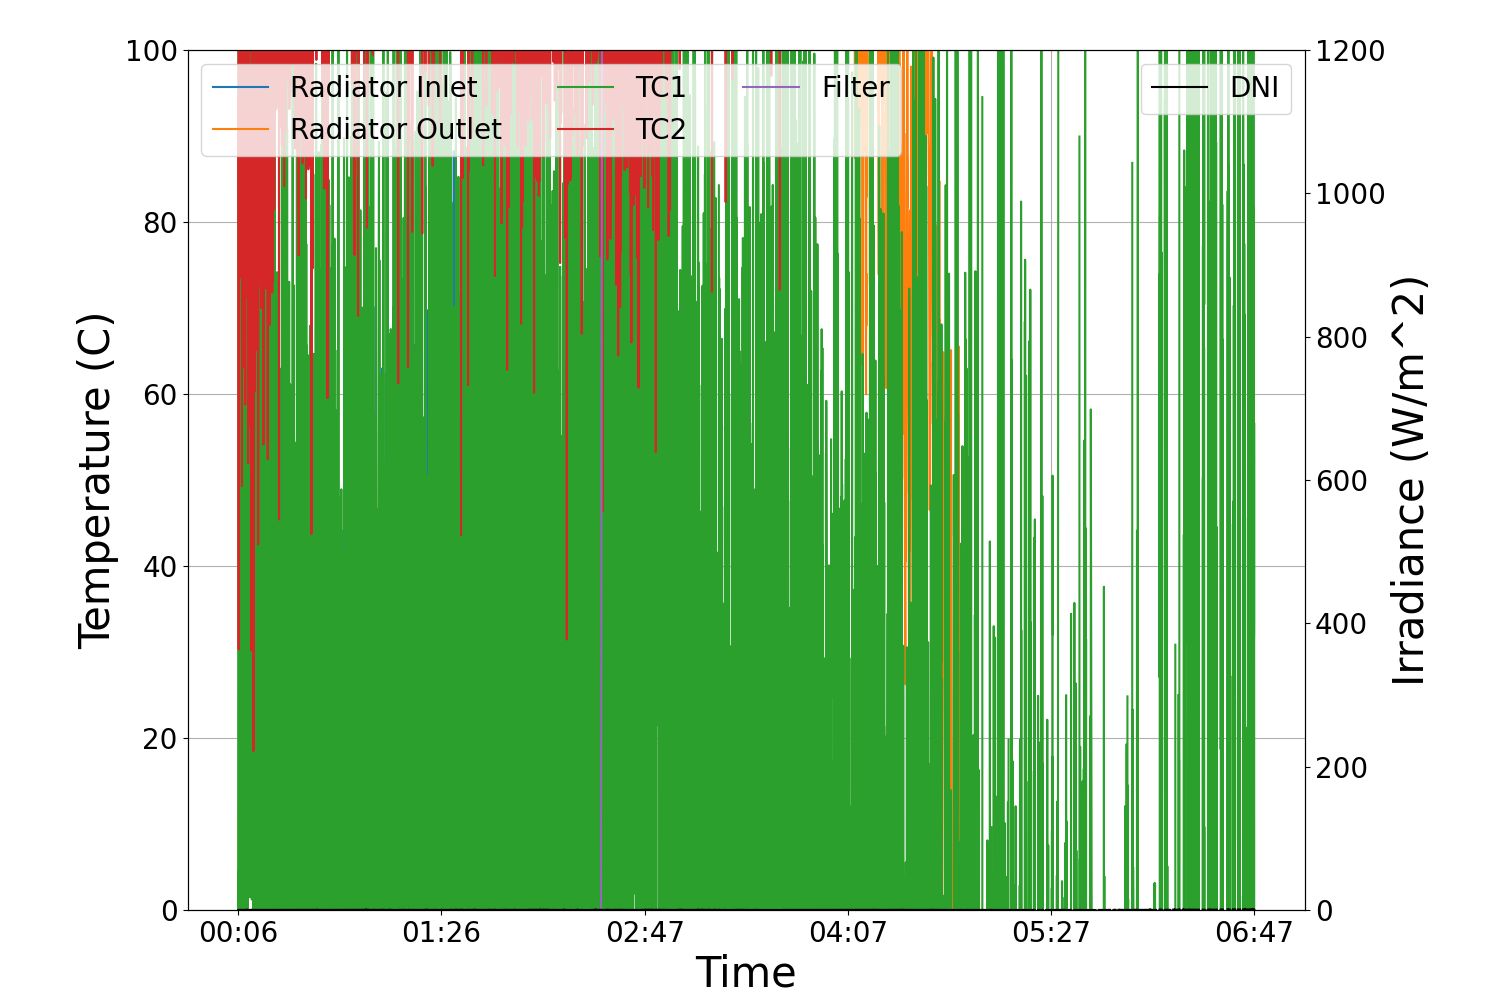 Radiator Inlet
Radiator Outlet
TC1
TC2
Filter
DNI
100
80
60
40
20
0
Temperature (C)
1200
1000
800
600
400
200
0
Irradiance (W/m^2)
00:06 01:26 02:47 04:07 05:27 06:47
Time